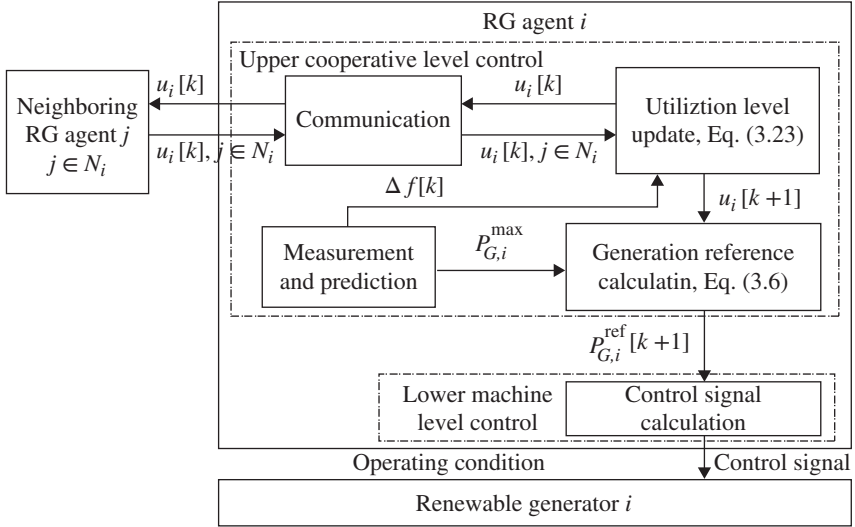 RG agent i
Upper cooperative level control
Neighboring
RG agent j
j ∈ N_i
u_i[k]
u_i[k], j ∈ N_i
Communication
u_i[k]
u_i[k], j ∈ N_i
Utiliztion level
update, Eq. (3.23)
Δf[k]
u_i[k+1]
Measurement
and prediction
P_{G,i}^{max}
Generation reference
calculatin, Eq. (3.6)
P_{G,i}^{ref}[k+1]
Lower machine
level control
Control signal
calculation
Operating condition
Control signal
Renewable generator i